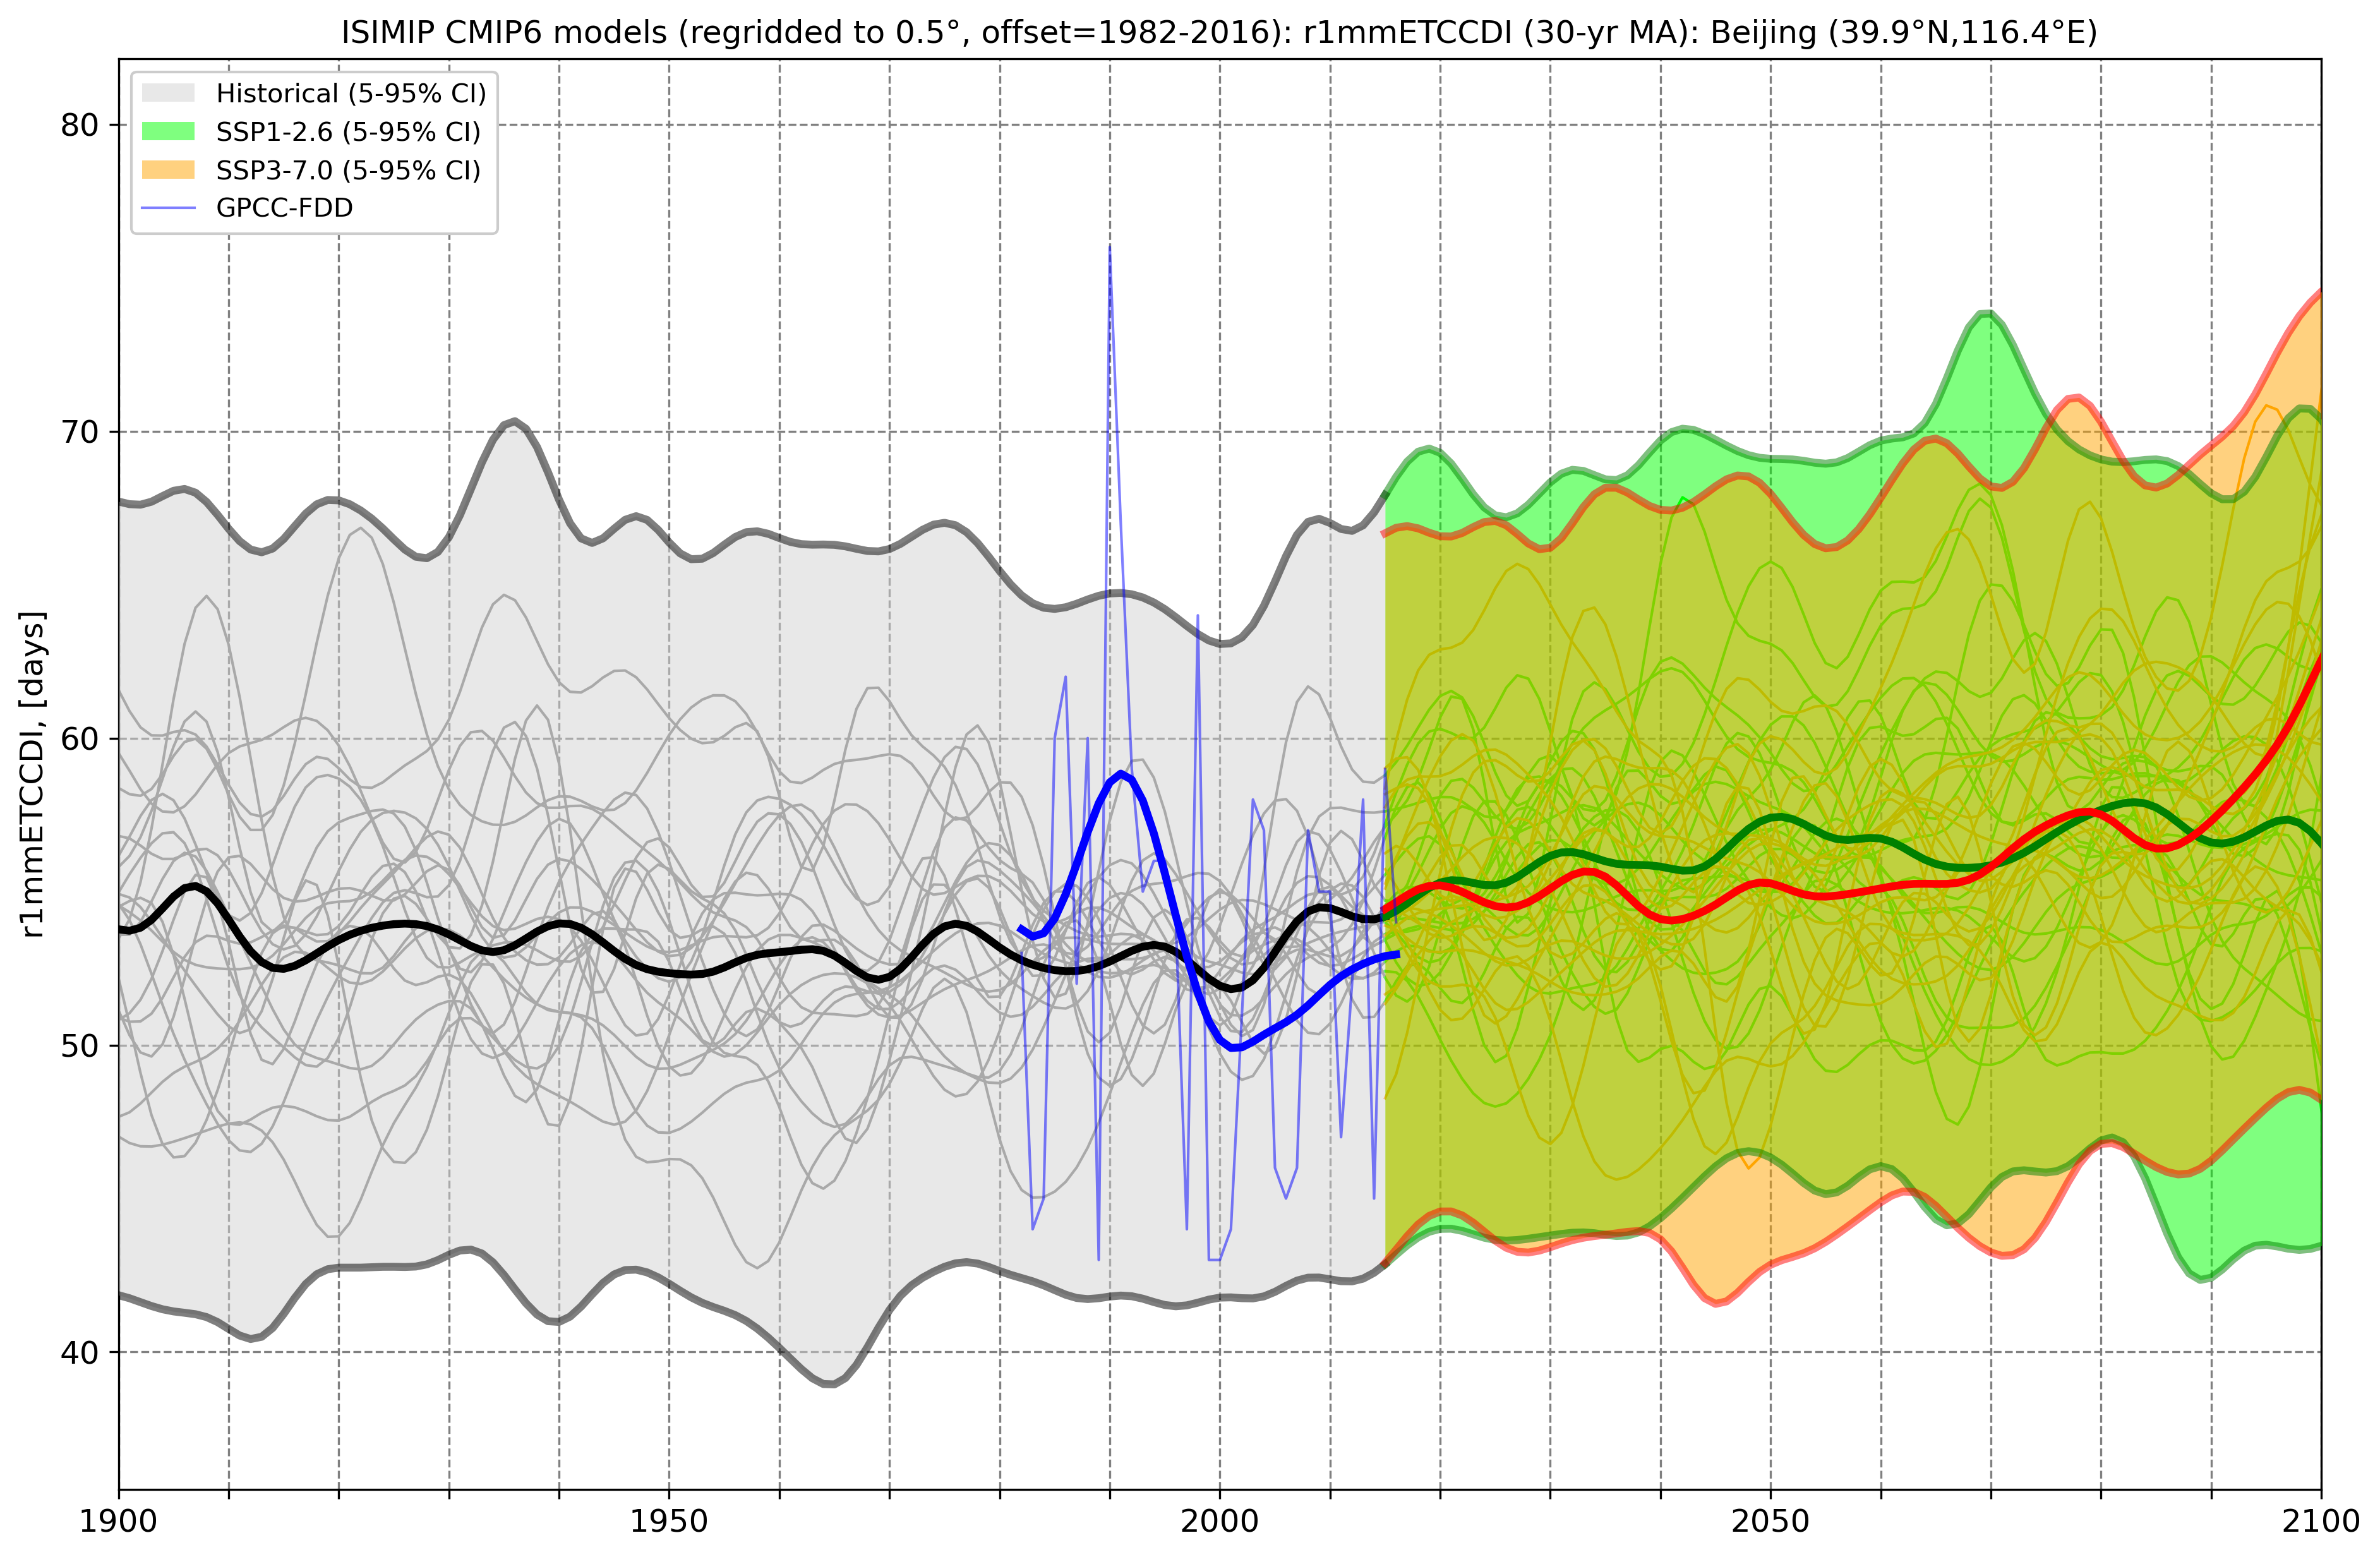 ISIMIP CMIP6 models (regridded to 0.5°, offset=1982-2016): r1mmETCCDI (30-yr MA): Beijing (39.9°N,116.4°E)
Historical (5-95% CI)
SSP1-2.6 (5-95% CI)
SSP3-7.0 (5-95% CI)
GPCC-FDD
r1mmETCCDI, [days]
80
70
60
50
40
1900
1950
2000
2050
2100